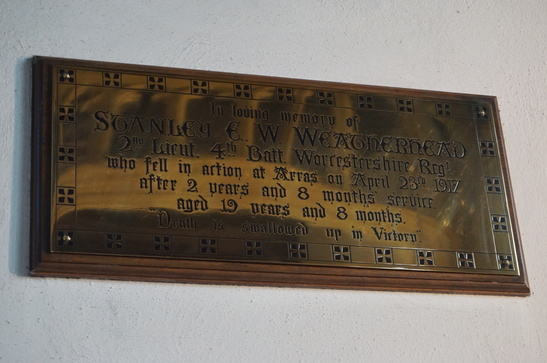 In loving memory of
STANLEY E. W. WEATHERHEAD
2ND Lieut. 4th Batt. Worcestershire Regt.
who fell in action at Arras on April 23rd 1917
after 2 years and 8 months service
aged 19 years and 8 months.
"Death is swallowed up in Victory"